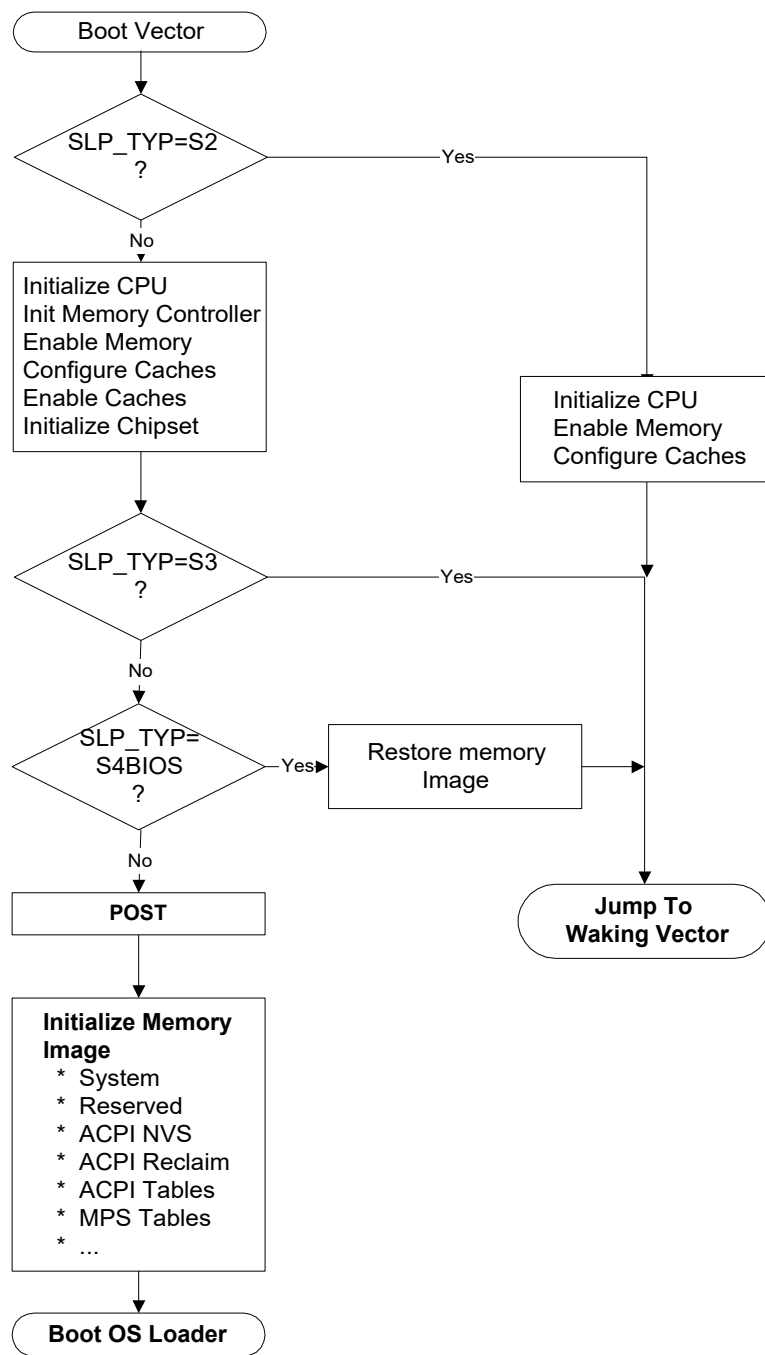 Boot Vector
SLP_TYP=S2
?
Yes
No
Initialize CPU
Init Memory Controller
Enable Memory
Configure Caches
Enable Caches
Initialize Chipset
Initialize CPU
Enable Memory
Configure Caches
SLP_TYP=S3
?
Yes
No
SLP_TYP=
S4BIOS
?
Yes
Restore memory
Image
No
POST
Jump To
Waking Vector
Initialize Memory
Image
* System
* Reserved
* ACPI NVS
* ACPI Reclaim
* ACPI Tables
* MPS Tables
* ...
Boot OS Loader